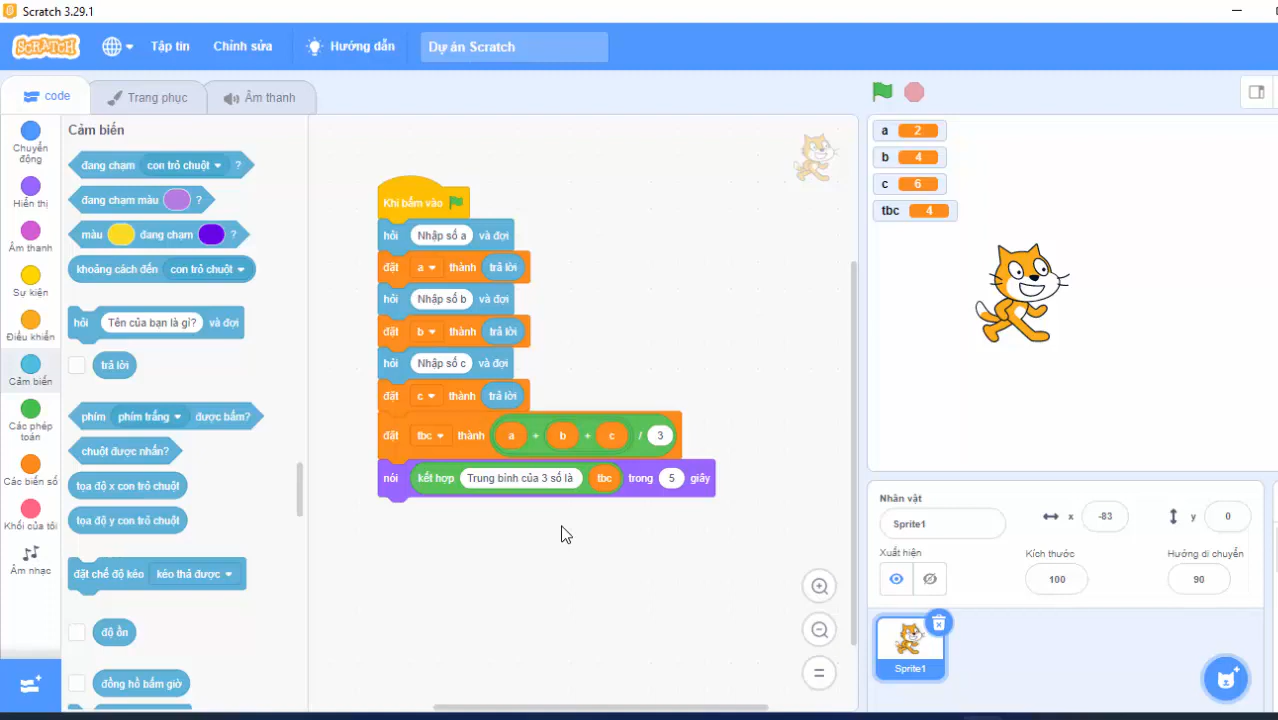 Scratch 3.29.1
SCRATCH
Tập tin
Chỉnh sửa
Hướng dẫn
Dự án Scratch
code
Trang phục
Âm thanh
Chuyển động
Hiển thị
Âm thanh
Sự kiện
Điều khiển
Cảm biến
Các phép toán
Các biến số
Khối của tôi
Âm nhạc
Cảm biến
đang chạm con trỏ chuột ?
đang chạm màu ?
màu đang chạm ?
khoảng cách đến con trỏ chuột
hỏi Tên của bạn là gì? và đợi
trả lời
phím phím trắng được bấm?
chuột được nhấn?
tọa độ x con trỏ chuột
tọa độ y con trỏ chuột
đặt chế độ kéo kéo thả được
độ ồn
đồng hồ bấm giờ
Khi bấm vào
hỏi Nhập số a và đợi
đặt a thành trả lời
hỏi Nhập số b và đợi
đặt b thành trả lời
hỏi Nhập số c và đợi
đặt c thành trả lời
đặt tbc thành a + b + c / 3
nói kết hợp Trung bình của 3 số là tbc trong 5 giây
a 2
b 4
c 6
tbc 4
Nhân vật
Sprite1
x -83
y 0
Xuất hiện
Kích thước
100
Hướng di chuyển
90
Sprite1